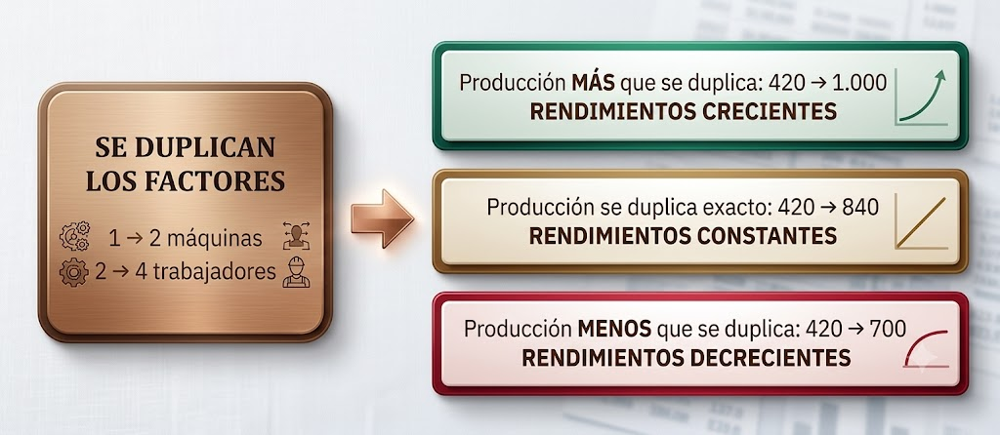 SE DUPLICAN
LOS FACTORES
1 → 2 máquinas
2 → 4 trabajadores
Producción MÁS que se duplica: 420 → 1.000
RENDIMIENTOS CRECIENTES
Producción se duplica exacto: 420 → 840
RENDIMIENTOS CONSTANTES
Producción MENOS que se duplica: 420 → 700
RENDIMIENTOS DECRECIENTES